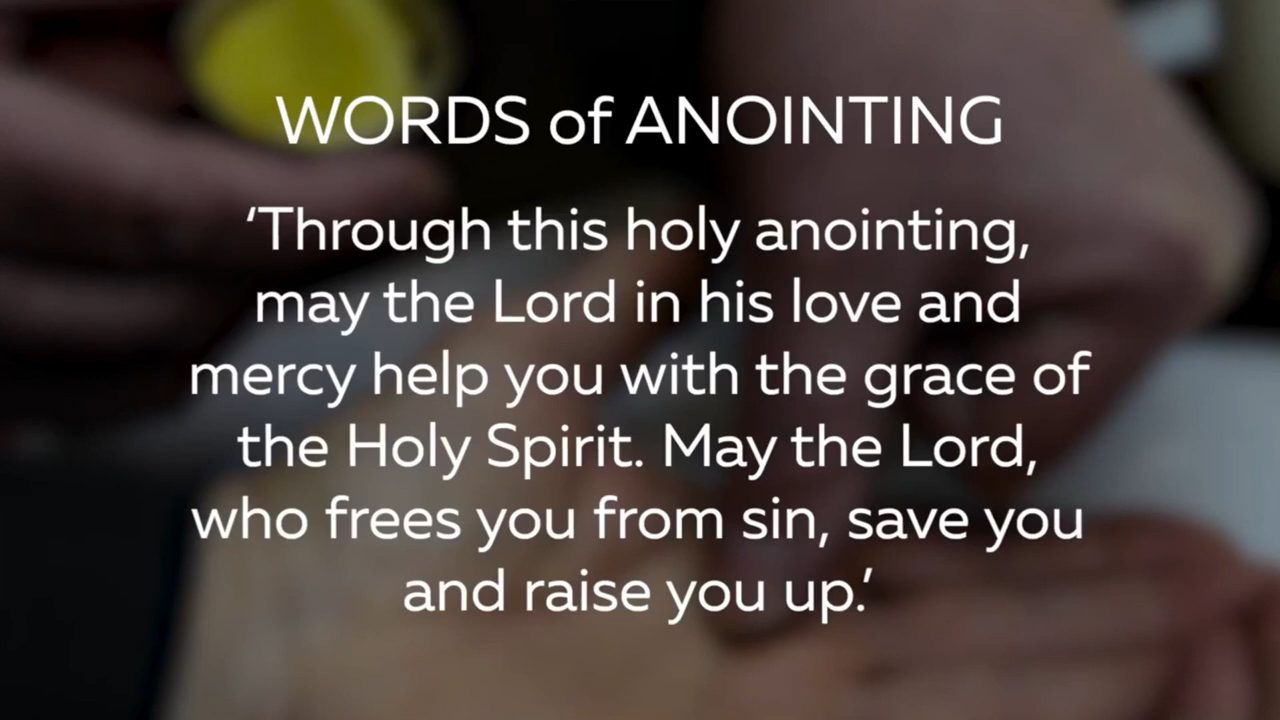 WORDS of ANOINTING
‘Through this holy anointing,
may the Lord in his love and
mercy help you with the grace of
the Holy Spirit. May the Lord,
who frees you from sin, save you
and raise you up.’